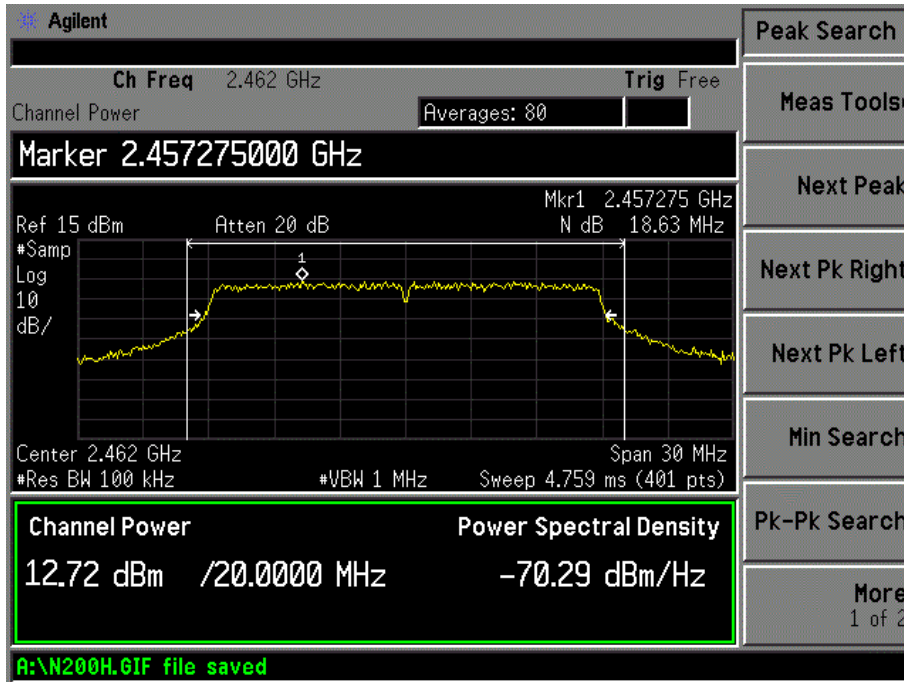 Agilent
Peak Search
Ch Freq 2.462 GHz Trig Free
Channel Power Averages: 80
Meas Tools
Marker 2.457275000 GHz
Next Peak
Mkr1 2.457275 GHz
Ref 15 dBm Atten 20 dB N dB 18.63 MHz
#Samp
Log
10
dB/
1
Next Pk Right
Next Pk Left
Min Search
Center 2.462 GHz Span 30 MHz
#Res BW 100 kHz #VBW 1 MHz Sweep 4.759 ms (401 pts)
Channel Power Power Spectral Density
12.72 dBm /20.0000 MHz -70.29 dBm/Hz
Pk-Pk Search
More
1 of 2
A:\N200H.GIF file saved